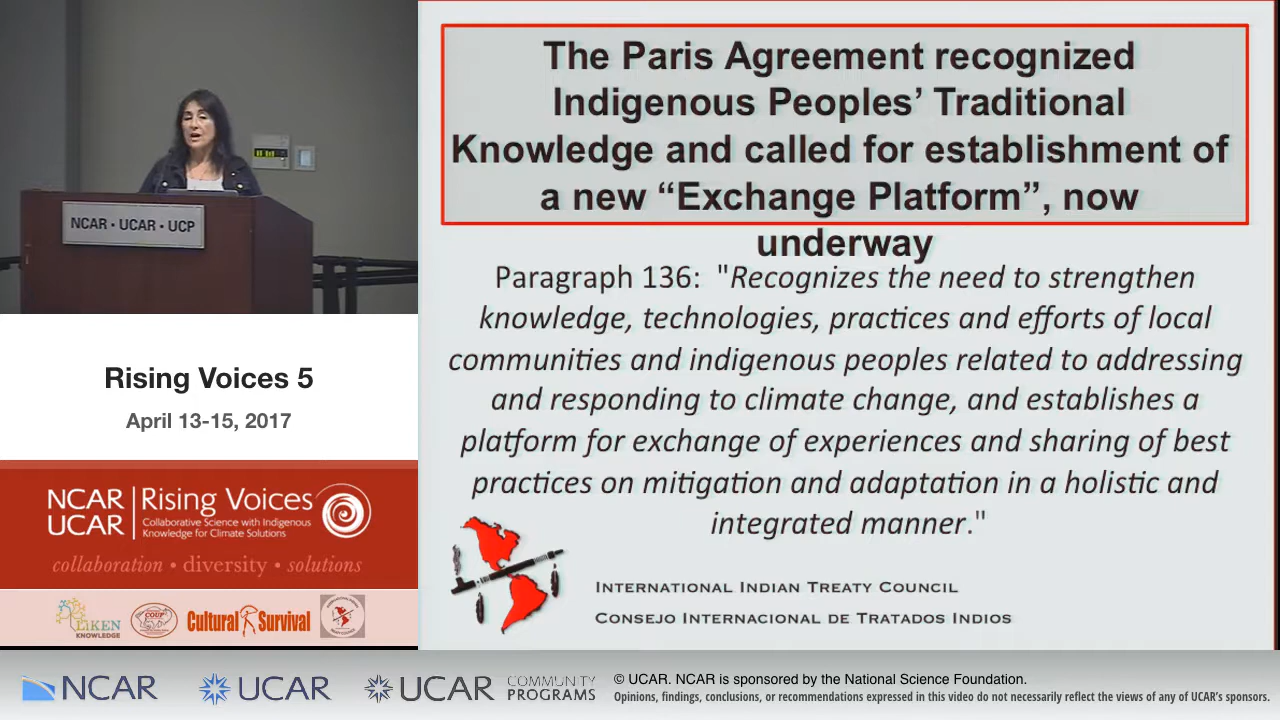 NCAR • UCAR • UCP
Rising Voices 5
April 13-15, 2017
NCAR
UCAR
Rising Voices
Collaborative Science with Indigenous
Knowledge for Climate Solutions
collaboration • diversity • solutions
LIKEN
KNOWLEDGE
Cultural Survival
The Paris Agreement recognized
Indigenous Peoples’ Traditional
Knowledge and called for establishment of
a new “Exchange Platform”, now
underway
Paragraph 136: "Recognizes the need to strengthen
knowledge, technologies, practices and efforts of local
communities and indigenous peoples related to addressing
and responding to climate change, and establishes a
platform for exchange of experiences and sharing of best
practices on mitigation and adaptation in a holistic and
integrated manner."
INTERNATIONAL INDIAN TREATY COUNCIL
CONSEJO INTERNACIONAL DE TRATADOS INDIOS
NCAR
UCAR
UCAR
COMMUNITY
PROGRAMS
© UCAR. NCAR is sponsored by the National Science Foundation.
Opinions, findings, conclusions, or recommendations expressed in this video do not necessarily reflect the views of any of UCAR's sponsors.